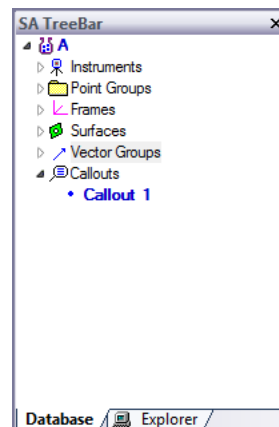 SA TreeBar
A
Instruments
Point Groups
Frames
Surfaces
Vector Groups
Callouts
Callout 1
Database Explorer